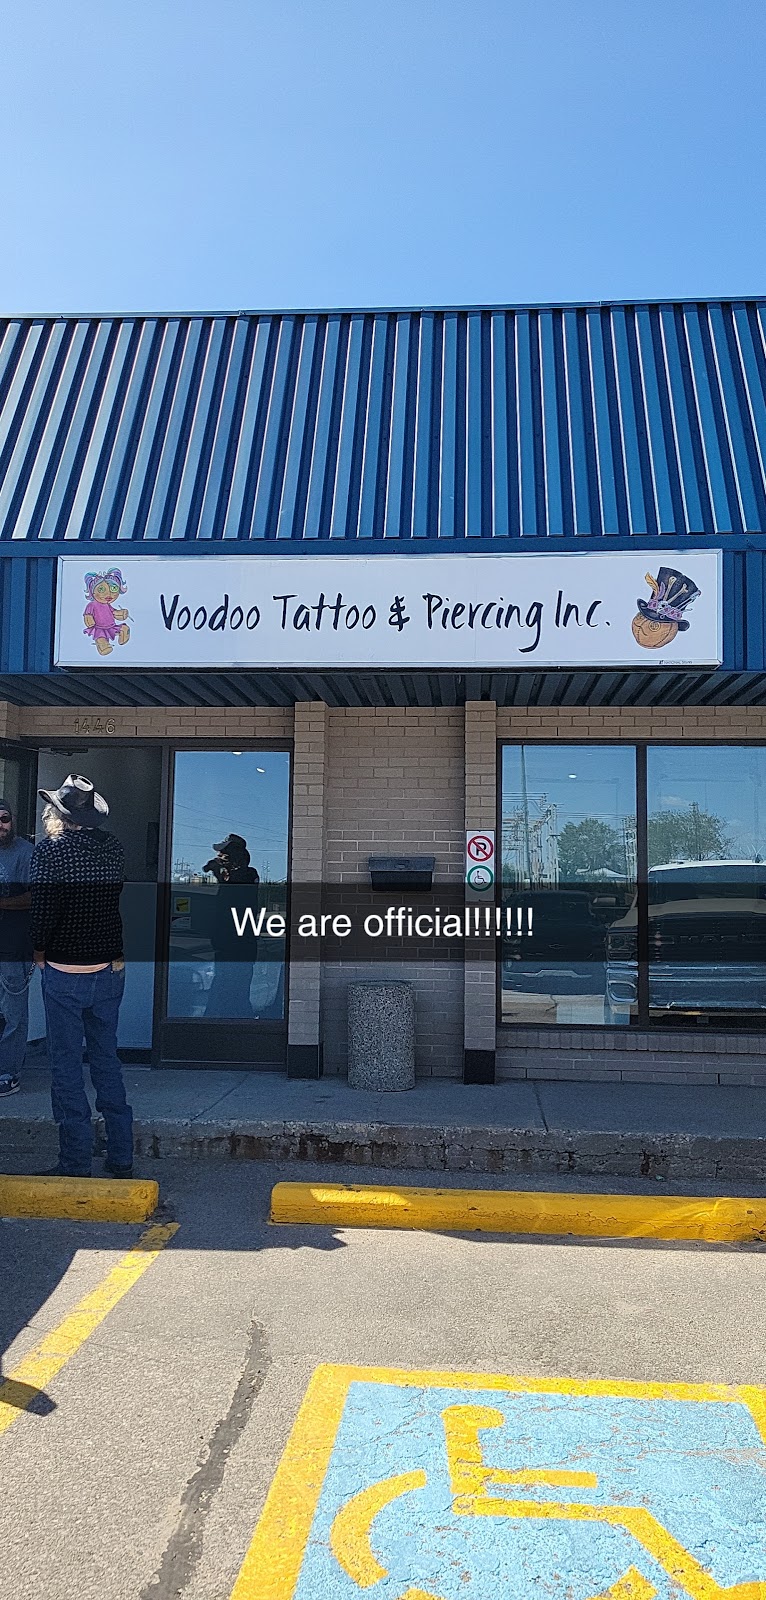 Voodoo Tattoo & Piercing Inc.
1446
P
We are official!!!!!!